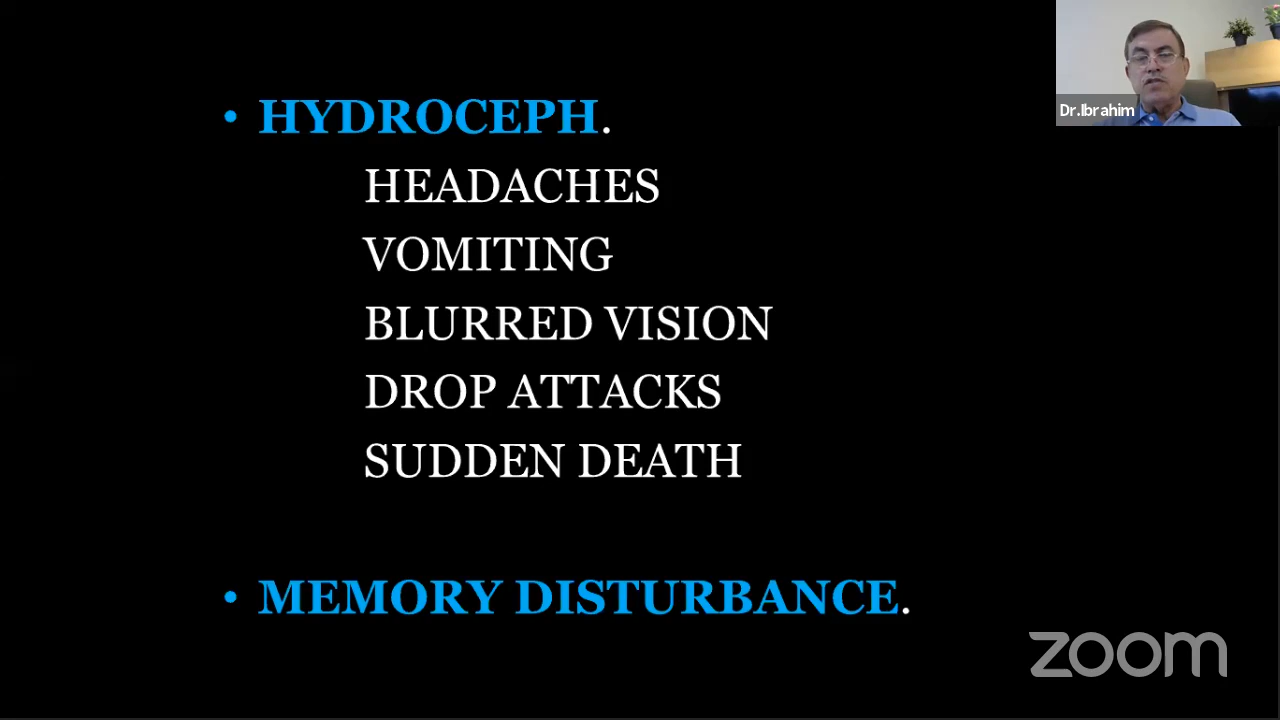 • HYDROCEPH.
HEADACHES
VOMITING
BLURRED VISION
DROP ATTACKS
SUDDEN DEATH
• MEMORY DISTURBANCE.
Dr.Ibrahim
zoom